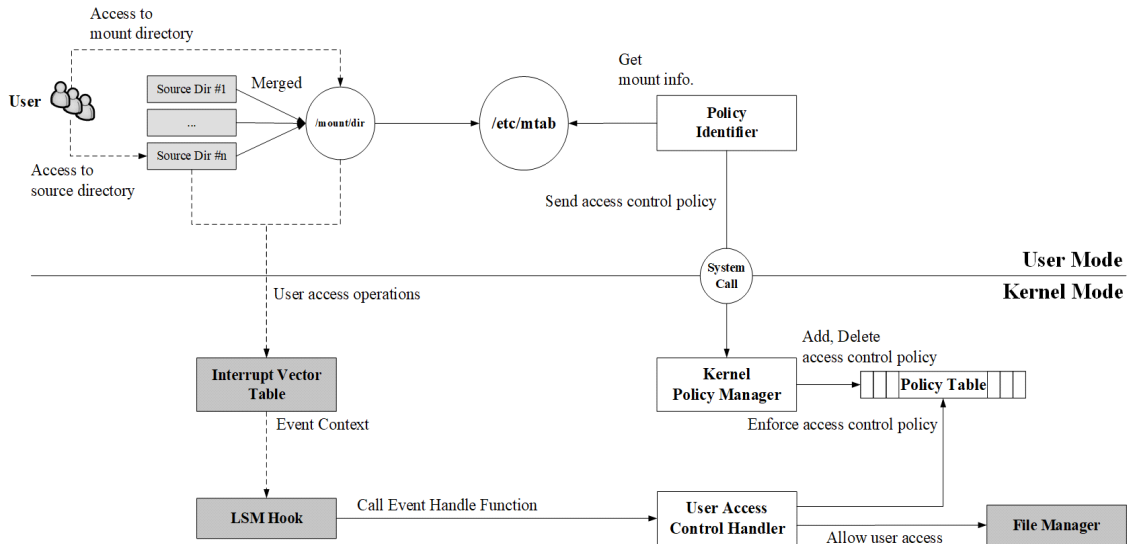 Access to
mount directory
User
Source Dir #1
...
Source Dir #n
Merged
/mount/dir
/etc/mtab
Get
mount info.
Policy
Identifier
Access to
source directory
Send access control policy
System
Call
User Mode
Kernel Mode
User access operations
Interrupt Vector
Table
Kernel
Policy Manager
Add, Delete
access control policy
Policy Table
Event Context
Enforce access control policy
LSM Hook
Call Event Handle Function
User Access
Control Handler
Allow user access
File Manager